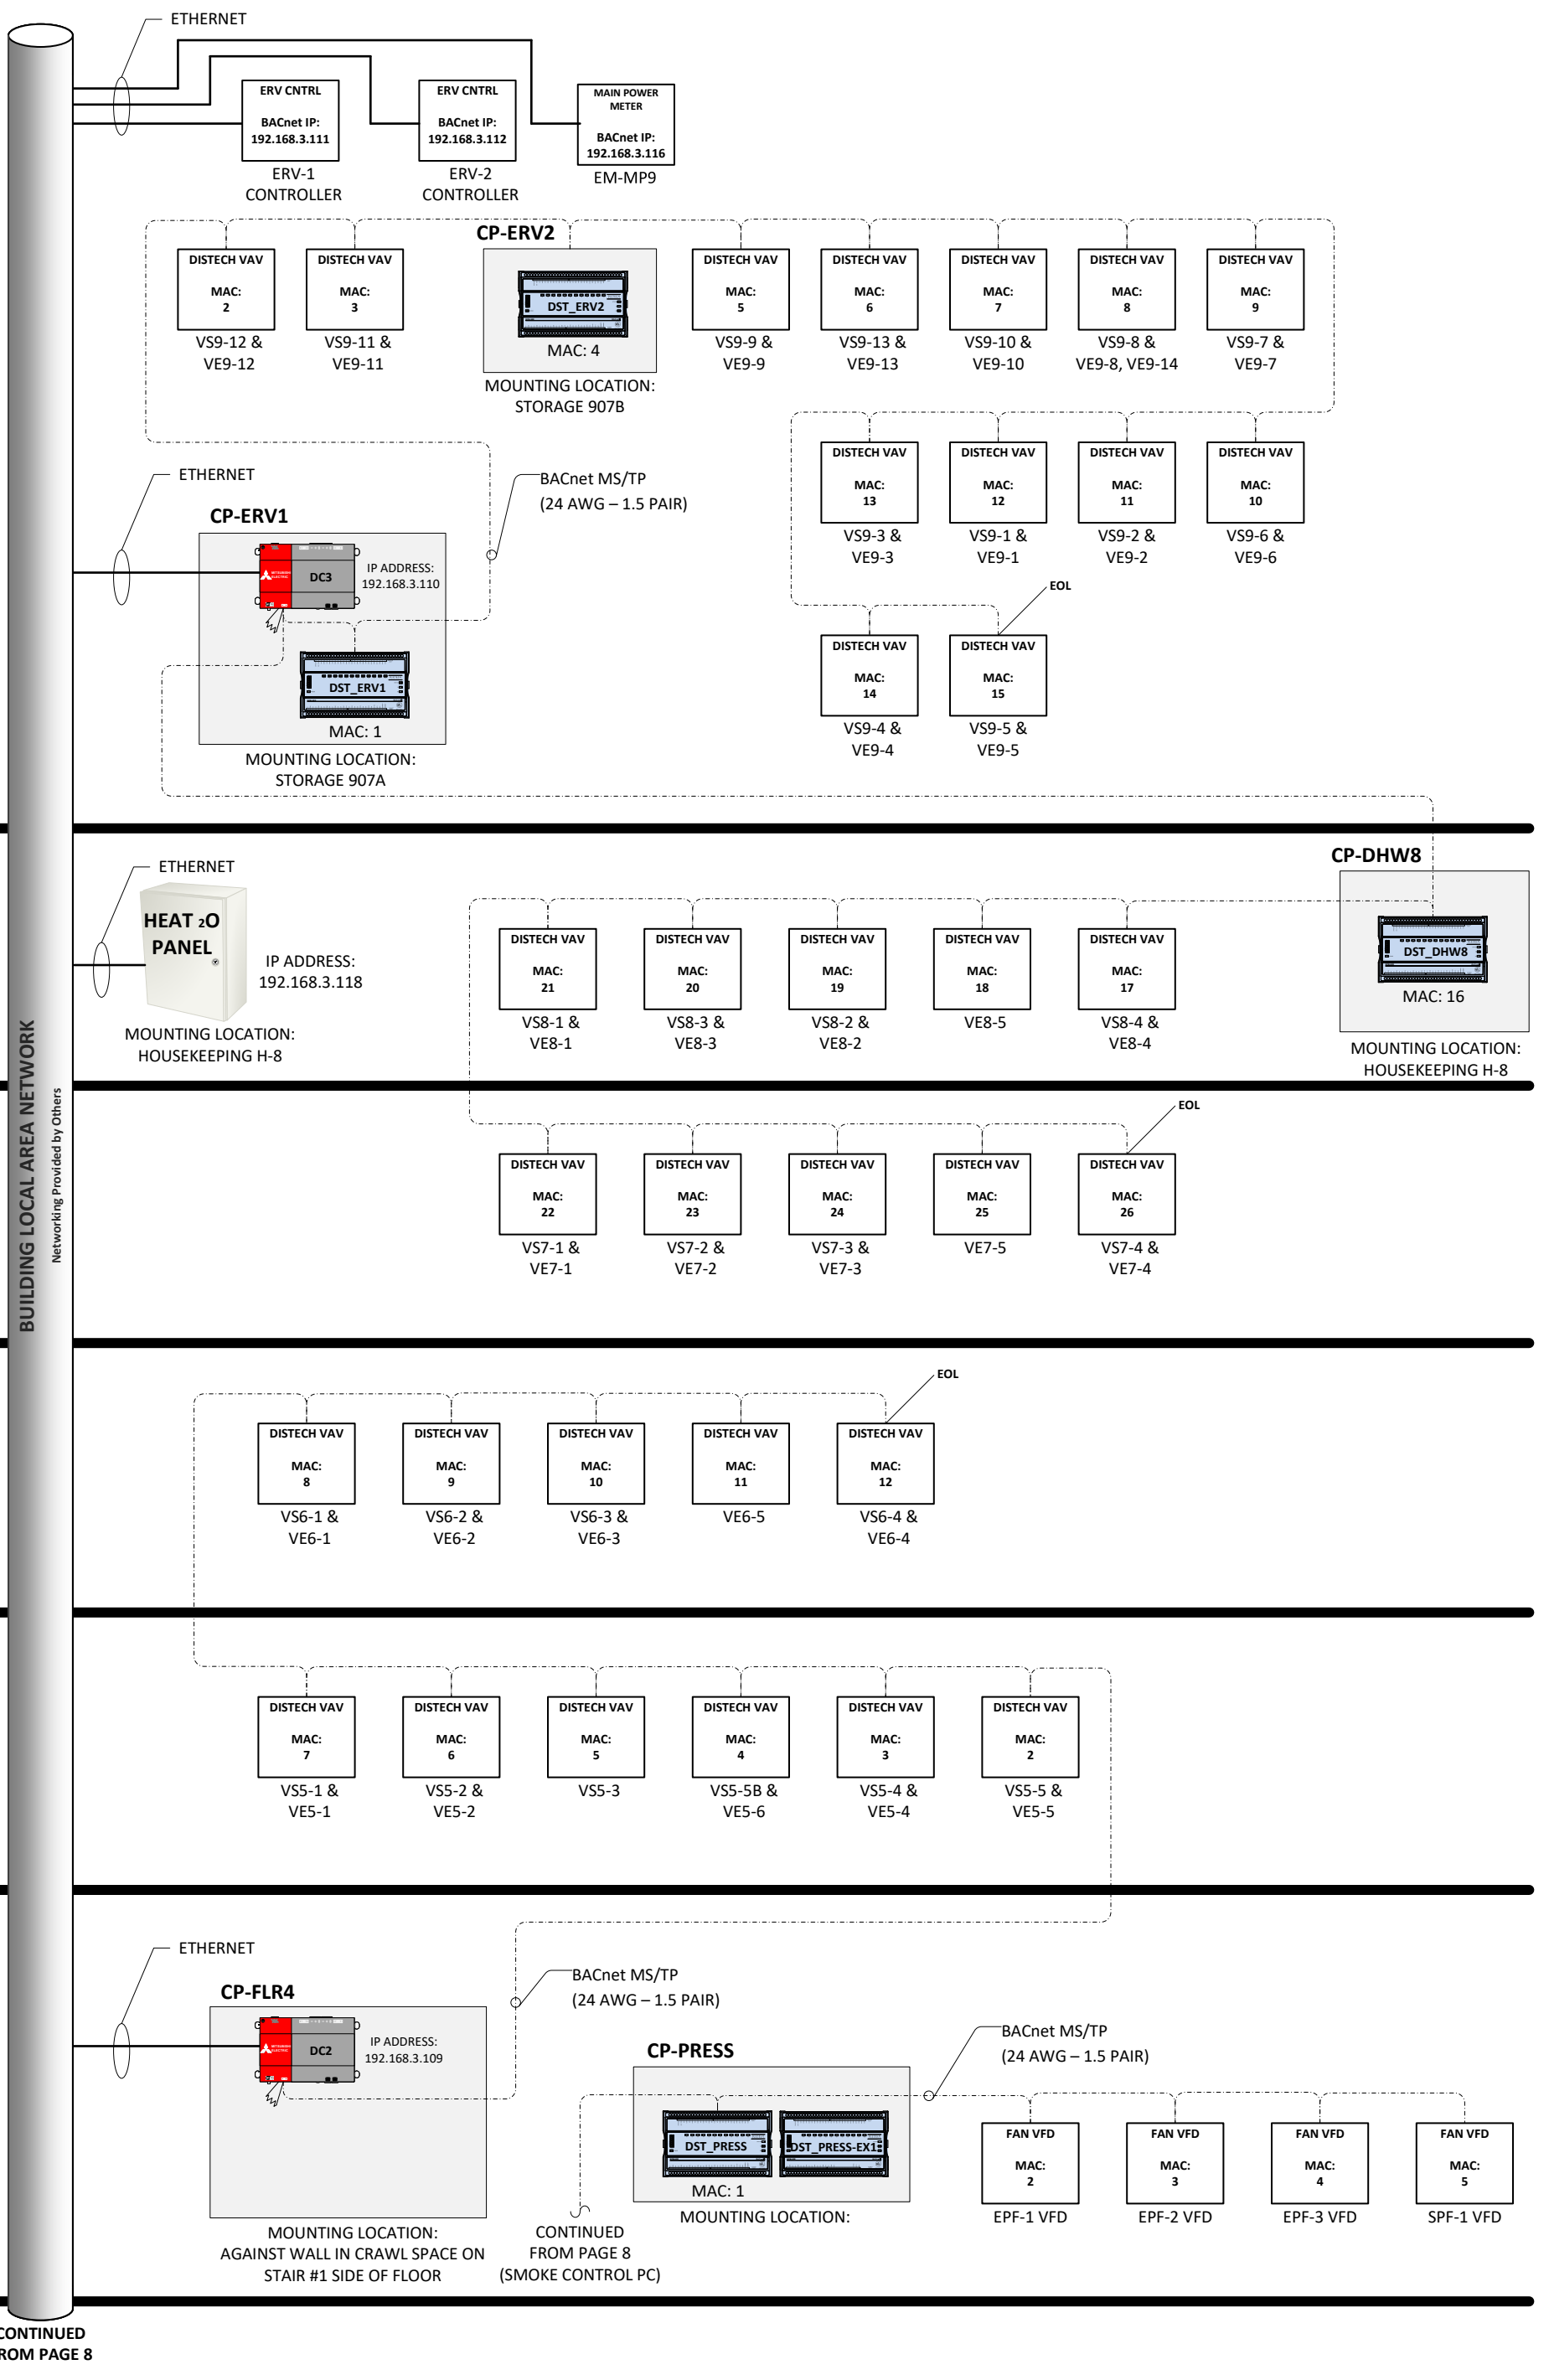 ETHERNET
ERV CNTRL
BACnet IP:
192.168.3.111
ERV-1
CONTROLLER
ERV CNTRL
BACnet IP:
192.168.3.112
ERV-2
CONTROLLER
MAIN POWER
METER
BACnet IP:
192.168.3.116
EM-MP9
DISTECH VAV
MAC:
2
VS9-12 &
VE9-12
DISTECH VAV
MAC:
3
VS9-11 &
VE9-11
CP-ERV2
DST_ERV2
MAC: 4
MOUNTING LOCATION:
STORAGE 907B
DISTECH VAV
MAC:
5
VS9-9 &
VE9-9
DISTECH VAV
MAC:
6
VS9-13 &
VE9-13
DISTECH VAV
MAC:
7
VS9-10 &
VE9-10
DISTECH VAV
MAC:
8
VS9-8 &
VE9-8, VE9-14
DISTECH VAV
MAC:
9
VS9-7 &
VE9-7
DISTECH VAV
MAC:
13
VS9-3 &
VE9-3
DISTECH VAV
MAC:
12
VS9-1 &
VE9-1
DISTECH VAV
MAC:
11
VS9-2 &
VE9-2
DISTECH VAV
MAC:
10
VS9-6 &
VE9-6
ETHERNET
BACnet MS/TP
(24 AWG – 1.5 PAIR)
CP-ERV1
DC3
IP ADDRESS:
192.168.3.110
DST_ERV1
MAC: 1
MOUNTING LOCATION:
STORAGE 907A
EOL
DISTECH VAV
MAC:
14
VS9-4 &
VE9-4
DISTECH VAV
MAC:
15
VS9-5 &
VE9-5
ETHERNET
HEAT 2O
PANEL
IP ADDRESS:
192.168.3.118
MOUNTING LOCATION:
HOUSEKEEPING H-8
DISTECH VAV
MAC:
21
VS8-1 &
VE8-1
DISTECH VAV
MAC:
20
VS8-3 &
VE8-3
DISTECH VAV
MAC:
19
VS8-2 &
VE8-2
DISTECH VAV
MAC:
18
VE8-5
DISTECH VAV
MAC:
17
VS8-4 &
VE8-4
CP-DHW8
DST_DHW8
MAC: 16
MOUNTING LOCATION:
HOUSEKEEPING H-8
BUILDING LOCAL AREA NETWORK
Networking Provided by Others
EOL
DISTECH VAV
MAC:
22
VS7-1 &
VE7-1
DISTECH VAV
MAC:
23
VS7-2 &
VE7-2
DISTECH VAV
MAC:
24
VS7-3 &
VE7-3
DISTECH VAV
MAC:
25
VE7-5
DISTECH VAV
MAC:
26
VS7-4 &
VE7-4
EOL
DISTECH VAV
MAC:
8
VS6-1 &
VE6-1
DISTECH VAV
MAC:
9
VS6-2 &
VE6-2
DISTECH VAV
MAC:
10
VS6-3 &
VE6-3
DISTECH VAV
MAC:
11
VE6-5
DISTECH VAV
MAC:
12
VS6-4 &
VE6-4
DISTECH VAV
MAC:
7
VS5-1 &
VE5-1
DISTECH VAV
MAC:
6
VS5-2 &
VE5-2
DISTECH VAV
MAC:
5
VS5-3
DISTECH VAV
MAC:
4
VS5-5B &
VE5-6
DISTECH VAV
MAC:
3
VS5-4 &
VE5-4
DISTECH VAV
MAC:
2
VS5-5 &
VE5-5
ETHERNET
CP-FLR4
DC2
IP ADDRESS:
192.168.3.109
MOUNTING LOCATION:
AGAINST WALL IN CRAWL SPACE ON
STAIR #1 SIDE OF FLOOR
BACnet MS/TP
(24 AWG – 1.5 PAIR)
CP-PRESS
DST_PRESS
DST_PRESS-EX1
MAC: 1
MOUNTING LOCATION:
CONTINUED
FROM PAGE 8
(SMOKE CONTROL PC)
BACnet MS/TP
(24 AWG – 1.5 PAIR)
FAN VFD
MAC:
2
EPF-1 VFD
FAN VFD
MAC:
3
EPF-2 VFD
FAN VFD
MAC:
4
EPF-3 VFD
FAN VFD
MAC:
5
SPF-1 VFD
CONTINUED
ROM PAGE 8